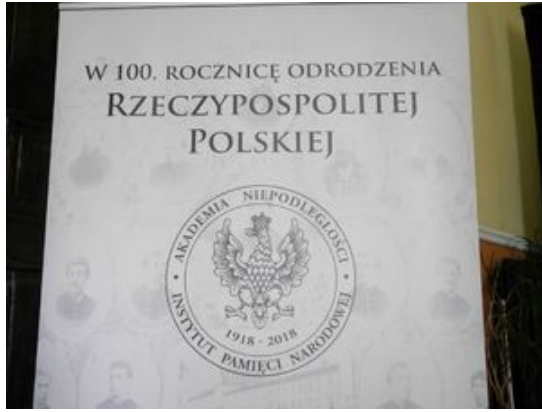 W 100. ROCZNICĘ ODRODZENIA
RZECZYPOSPOLITEJ
POLSKIEJ
AKADEMIA NIEPODLEGŁOŚCI
1918 - 2018
INSTYTUT PAMIĘCI NARODOWEJ